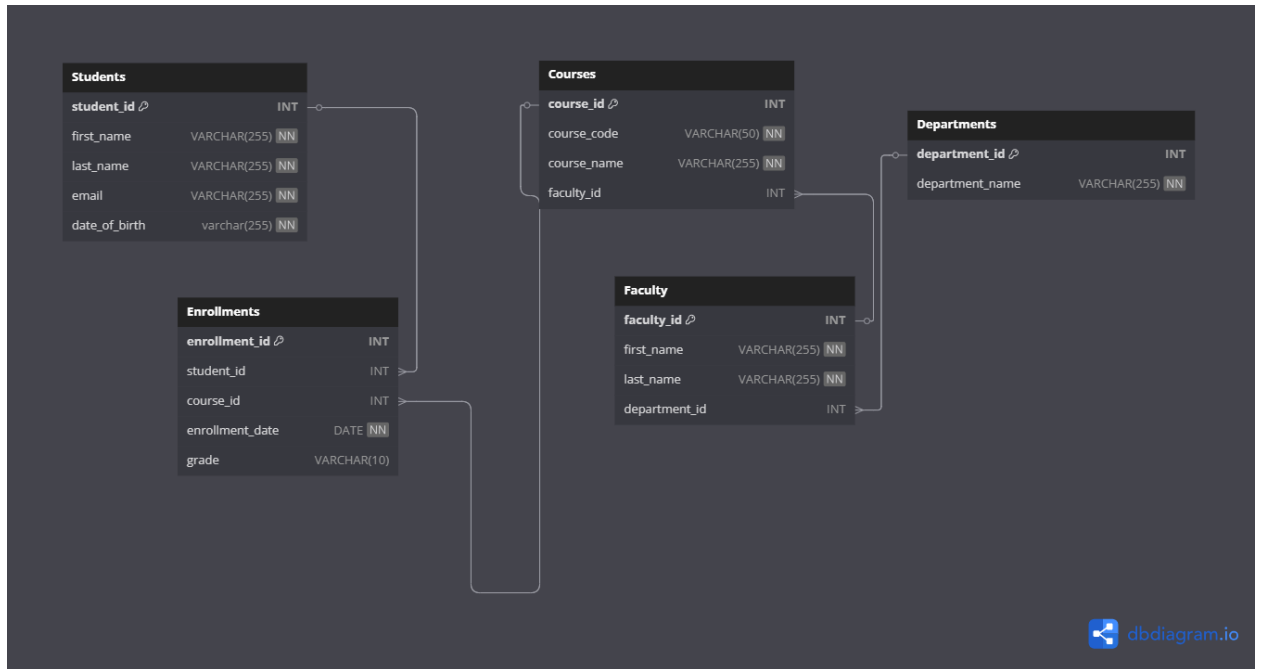 Students
student_id INT
first_name VARCHAR(255) NN
last_name VARCHAR(255) NN
email VARCHAR(255) NN
date_of_birth varchar(255) NN
Enrollments
enrollment_id INT
student_id INT
course_id INT
enrollment_date DATE NN
grade VARCHAR(10)
Courses
course_id INT
course_code VARCHAR(50) NN
course_name VARCHAR(255) NN
faculty_id INT
Faculty
faculty_id INT
first_name VARCHAR(255) NN
last_name VARCHAR(255) NN
department_id INT
Departments
department_id INT
department_name VARCHAR(255) NN
dbdiagram.io